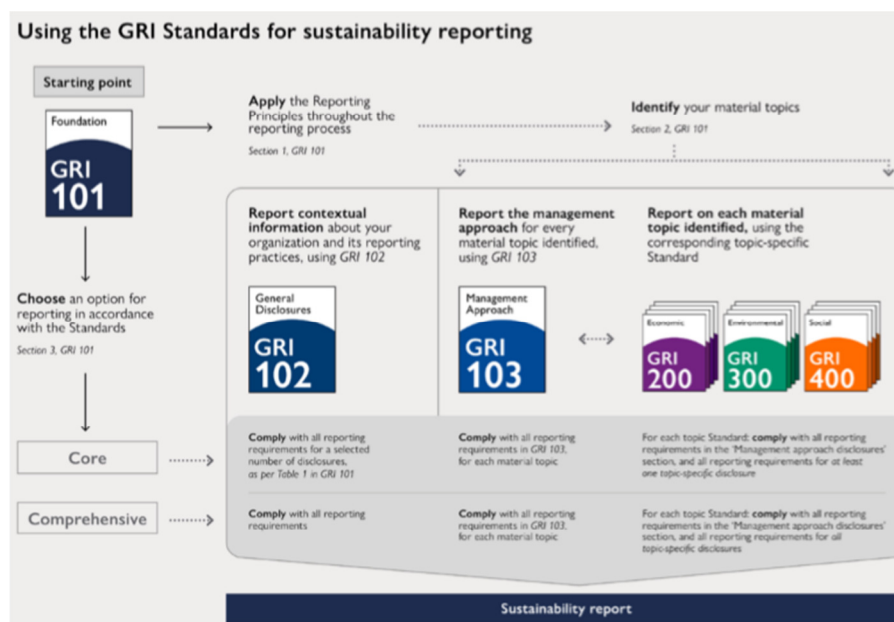 Using the GRI Standards for sustainability reporting
Starting point
Foundation
GRI
101
Apply the Reporting
Principles throughout the
reporting process
Section 1, GRI 101
Identify your material topics
Section 2, GRI 101
Choose an option for
reporting in accordance
with the Standards
Section 3, GRI 101
Report contextual
information about your
organization and its reporting
practices, using GRI 102
General
Disclosures
GRI
102
Report the management
approach for every
material topic identified,
using GRI 103
Management
Approach
GRI
103
Report on each material
topic identified, using the
corresponding topic-specific
Standard
Economic
GRI
200
Environmental
GRI
300
Social
GRI
400
Core
Comply with all reporting
requirements for a selected
number of disclosures,
as per Table 1 in GRI 101
Comply with all reporting
requirements in GRI 103,
for each material topic
For each topic Standard: comply with all reporting
requirements in the 'Management approach disclosures'
section, and all reporting requirements for at least
one topic-specific disclosure
Comprehensive
Comply with all reporting
requirements
Comply with all reporting
requirements in GRI 103,
for each material topic
For each topic Standard: comply with all reporting
requirements in the 'Management approach disclosures'
section, and all reporting requirements for all
topic-specific disclosures
Sustainability report